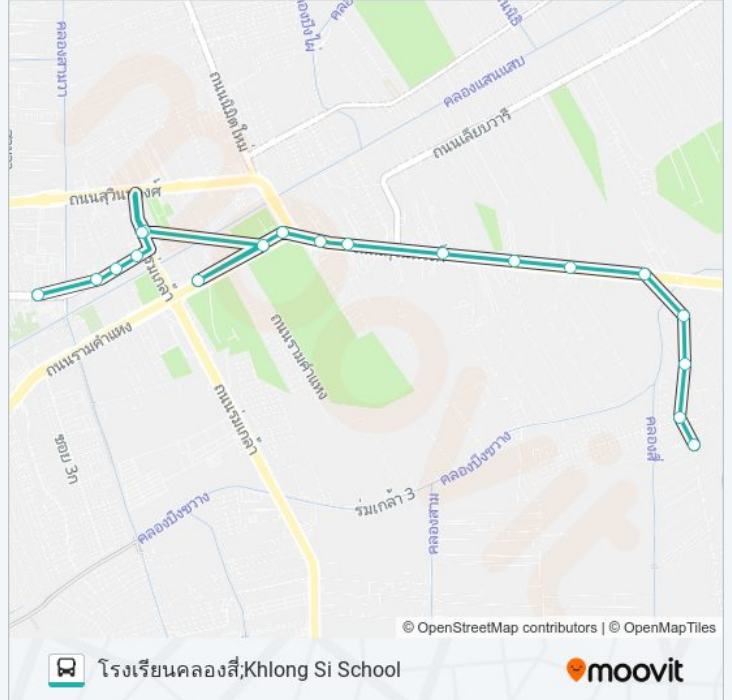 คลองสามวา
คลองบึงไผ่
ถนนนิมิตใหม่
คลองแสนแสบ
ถนนเลียบวารี
ถนนสุวินทวงศ์
ร่มเกล้า
ถนนรามคำแหง
ถนนรามคำแหง
ถนนร่มเกล้า
ซอย 3ก
คลองบึงขวาง
ร่มเกล้า 3
คลองบึงขวาง
คลองสาม
คลองสี่
moovit
© OpenStreetMap contributors | © OpenMapTiles
โรงเรียนคลองสี่;Khlong Si School
moovit